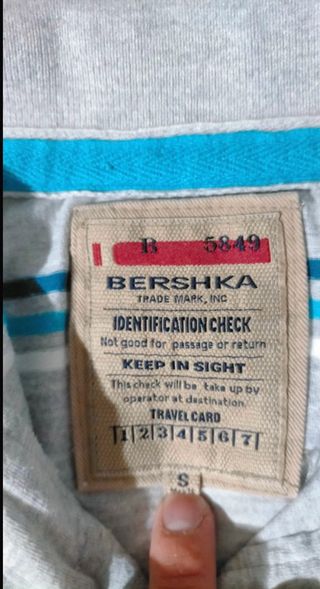 B 5849
BERSHKA
TRADE MARK, INC
IDENTIFICATION CHECK
Not good for passage or return
KEEP IN SIGHT
This check will be take up by
operator at destination.
TRAVEL CARD
1 2 3 4 5 6 7
S